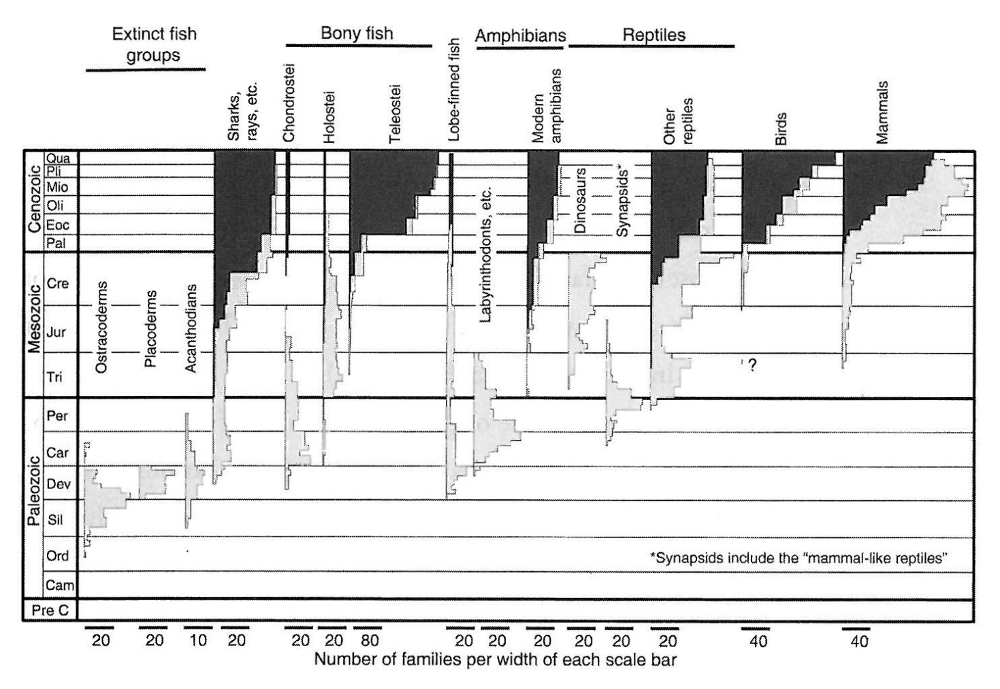 Extinct fish
groups
Bony fish
Amphibians
Reptiles
Sharks,
rays, etc.
Chondrostei
Holostei
Teleostei
Lobe-finned fish
Modern
amphibians
Other
reptiles
Birds
Mammals
Cenozoic
Qua
Pli
Mio
Oli
Eoc
Pal
Mesozoic
Cre
Jur
Tri
Paleozoic
Per
Car
Dev
Sil
Ord
Cam
Pre C
Ostracoderms
Placoderms
Acanthodians
Labyrinthodonts, etc.
Dinosaurs
Synapsids*
?
*Synapsids include the “mammal-like reptiles”
20 20 10 20 20 20 80 20 20 20 20 20 20 40 40
Number of families per width of each scale bar